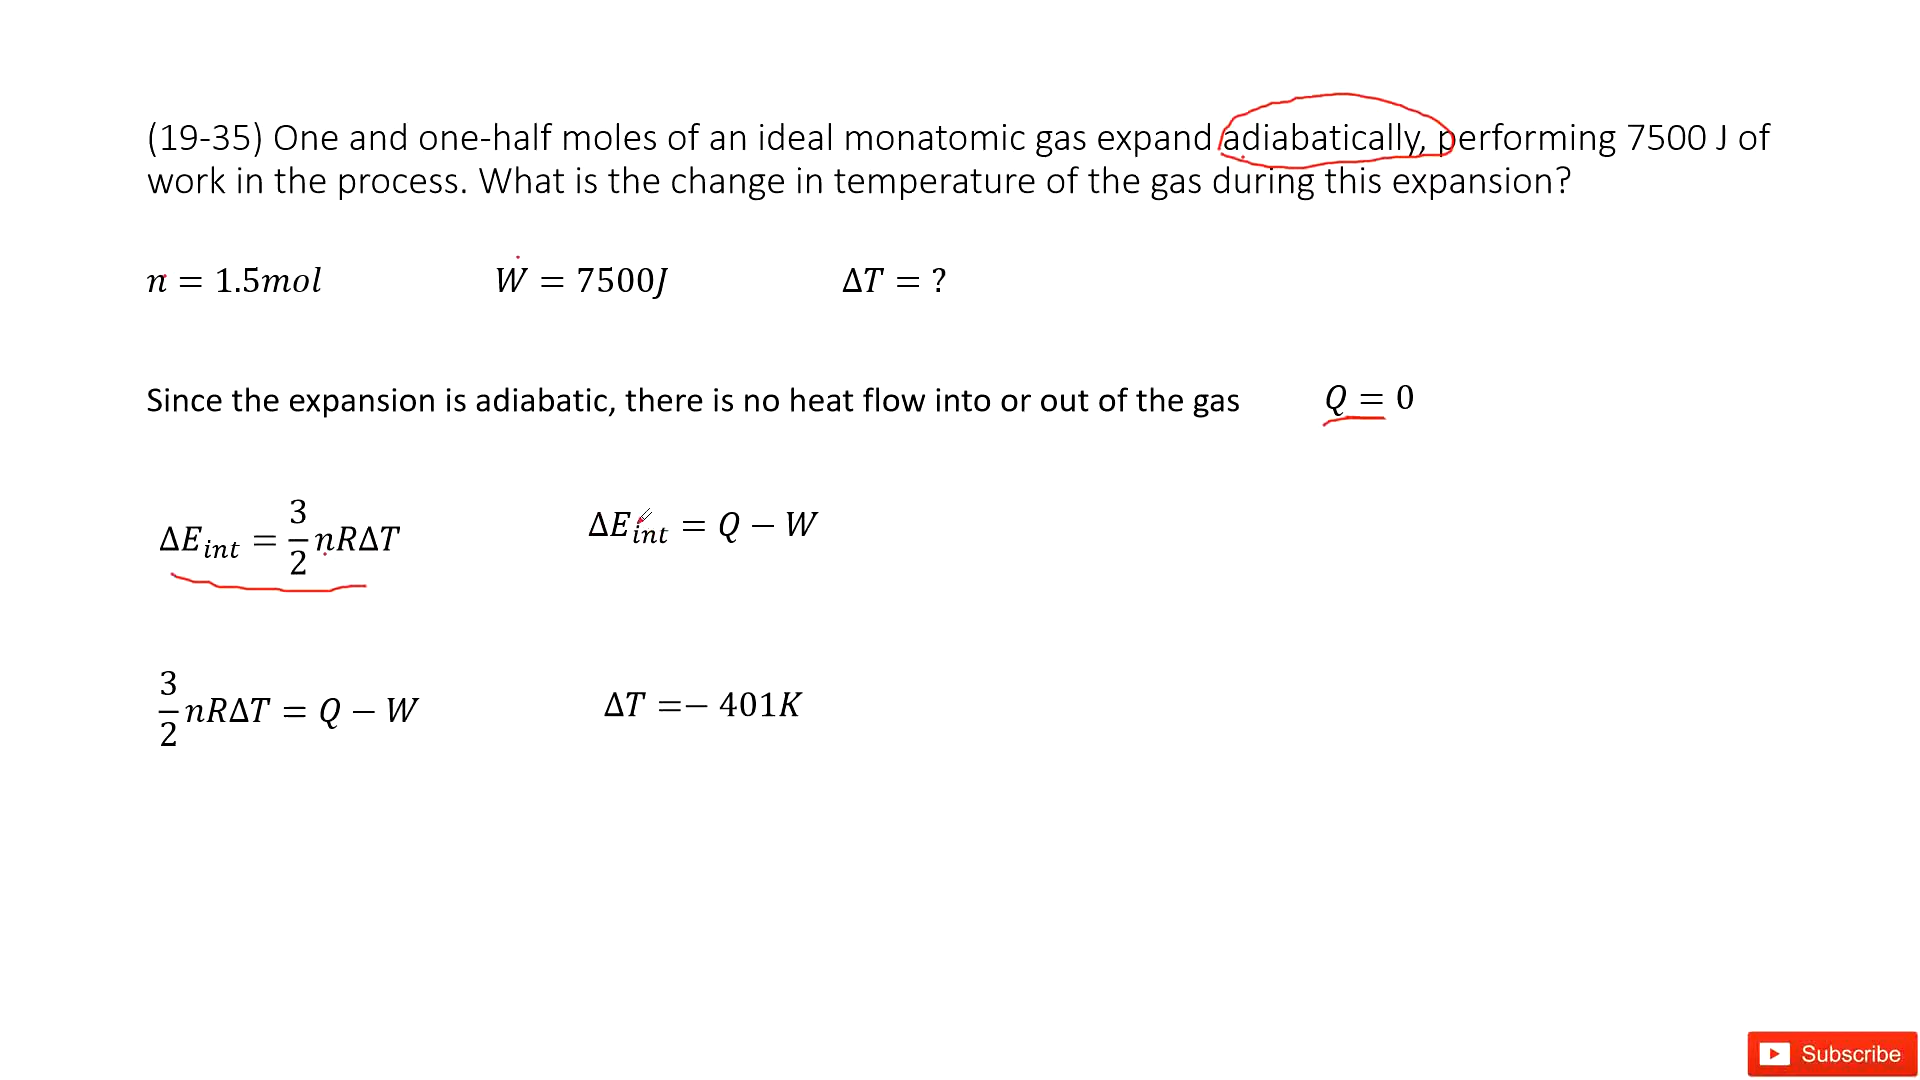 (19-35) One and one-half moles of an ideal monatomic gas expand adiabatically, performing 7500 J of
work in the process. What is the change in temperature of the gas during this expansion?
n = 1.5mol W = 7500J ΔT = ?
Since the expansion is adiabatic, there is no heat flow into or out of the gas Q = 0
ΔE_int = 3/2 nRΔT ΔE_int = Q − W
3/2 nRΔT = Q − W ΔT =− 401K
Subscribe